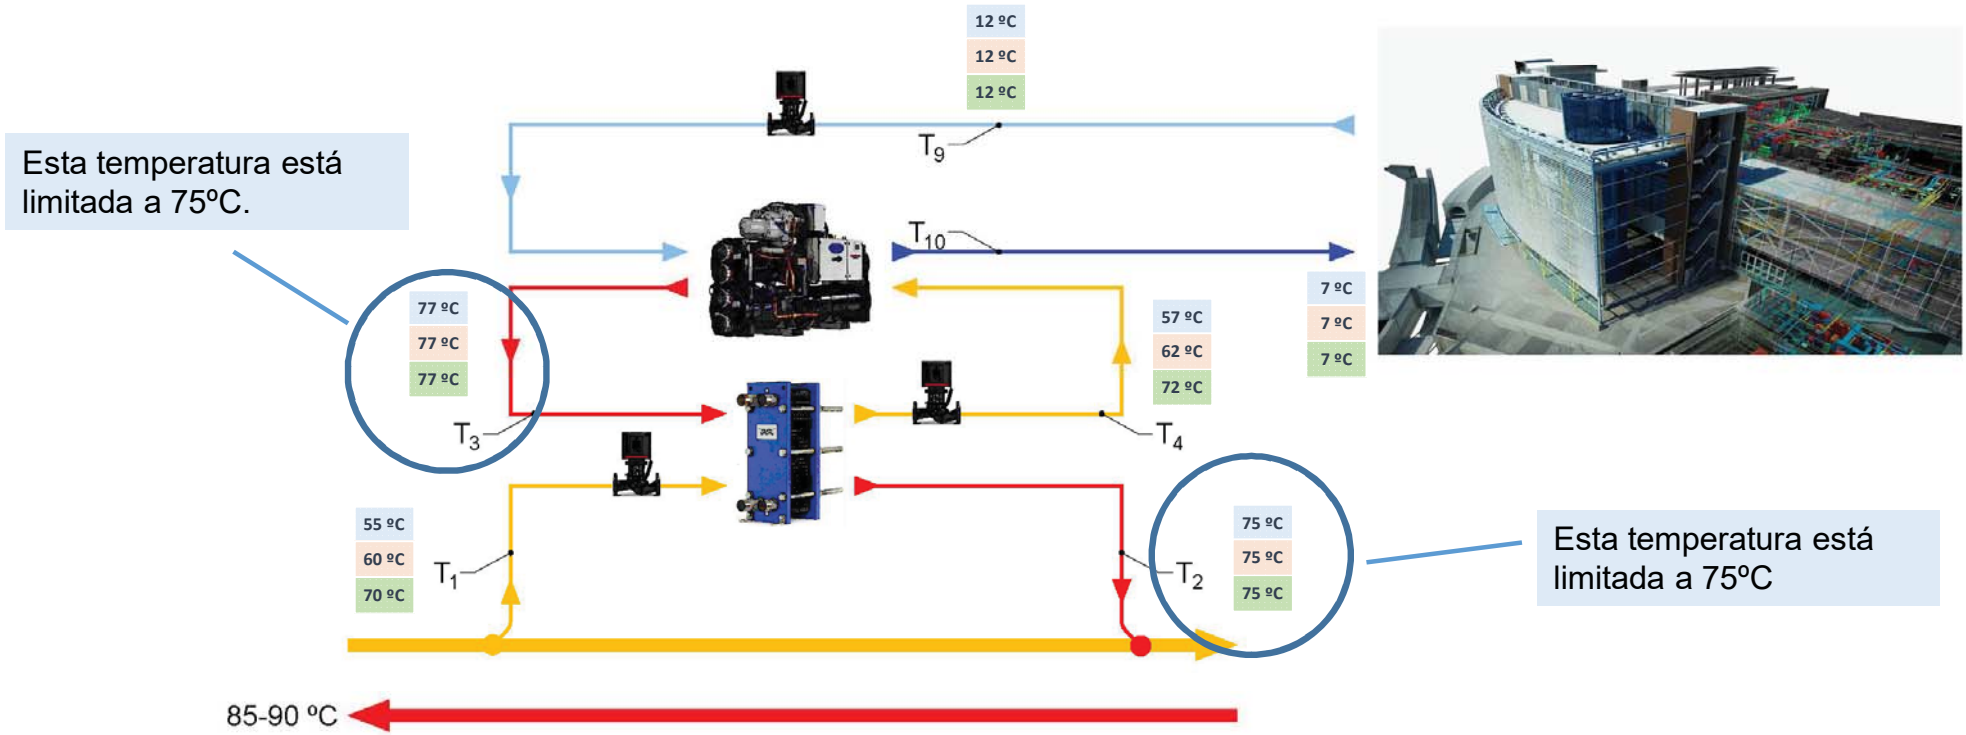 12 ºC
12 ºC
12 ºC
T9
Esta temperatura está
limitada a 75ºC.
T10
77 ºC
77 ºC
77 ºC
57 ºC
62 ºC
72 ºC
7 ºC
7 ºC
7 ºC
T3
T4
55 ºC
60 ºC
70 ºC
T1
T2
75 ºC
75 ºC
75 ºC
Esta temperatura está
limitada a 75ºC
85-90 ºC